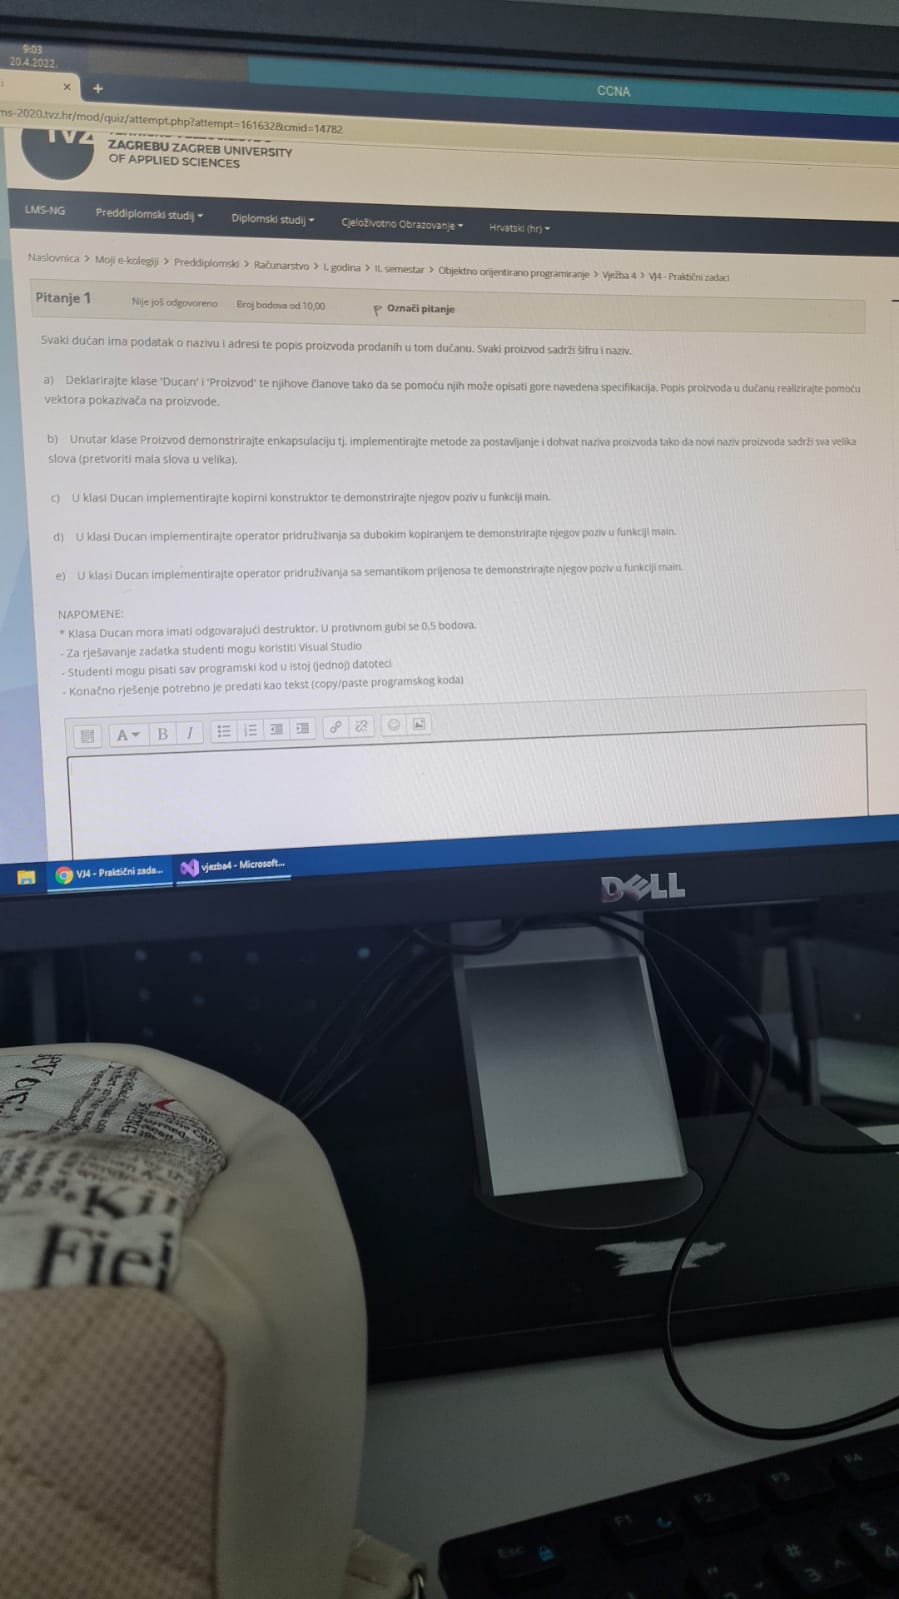 9:03
20.4.2022.
CCNA
ms-2020.tvz.hr/mod/quiz/attempt.php?attempt=161632&cmid=14782
TVZ
ZAGREBU ZAGREB UNIVERSITY
OF APPLIED SCIENCES
LMS-NG Preddiplomski studij Diplomski studij Cjeloživotno Obrazovanje Hrvatski (hr)
Naslovnica > Moji e-kolegiji > Preddiplomski > Računarstvo > I. godina > II. semestar > Objektno orijentirano programiranje > Vježba 4 > VJ4 - Praktični zadaci
Pitanje 1 Nije još odgovoreno Broj bodova od 10,00 Označi pitanje
Svaki dućan ima podatak o nazivu i adresi te popis proizvoda prodanih u tom dućanu. Svaki proizvod sadrži šifru i naziv.
a) Deklarirajte klase 'Ducan' i 'Proizvod' te njihove članove tako da se pomoću njih može opisati gore navedena specifikacija. Popis proizvoda u dućanu realizirajte pomoću
vektora pokazivača na proizvode.
b) Unutar klase Proizvod demonstrirajte enkapsulaciju tj. implementirajte metode za postavljanje i dohvat naziva proizvoda tako da novi naziv proizvoda sadrži sva velika
slova (pretvoriti mala slova u velika).
c) U klasi Ducan implementirajte kopirni konstruktor te demonstrirajte njegov poziv u funkciji main.
d) U klasi Ducan implementirajte operator pridruživanja sa dubokim kopiranjem te demonstrirajte njegov poziv u funkciji main.
e) U klasi Ducan implementirajte operator pridruživanja sa semantikom prijenosa te demonstrirajte njegov poziv u funkciji main.
NAPOMENE:
* Klasa Ducan mora imati odgovarajući destruktor. U protivnom gubi se 0.5 bodova.
- Za rješavanje zadatka studenti mogu koristiti Visual Studio
- Studenti mogu pisati sav programski kod u istoj (jednoj) datoteci
- Konačno rješenje potrebno je predati kao tekst (copy/paste programskog koda)
A B I
VJ4 - Praktični zada... vjezba4 - Microsoft...
DELL
Fiel
Esc F1 F2 F3 F4
# 3 $ 4